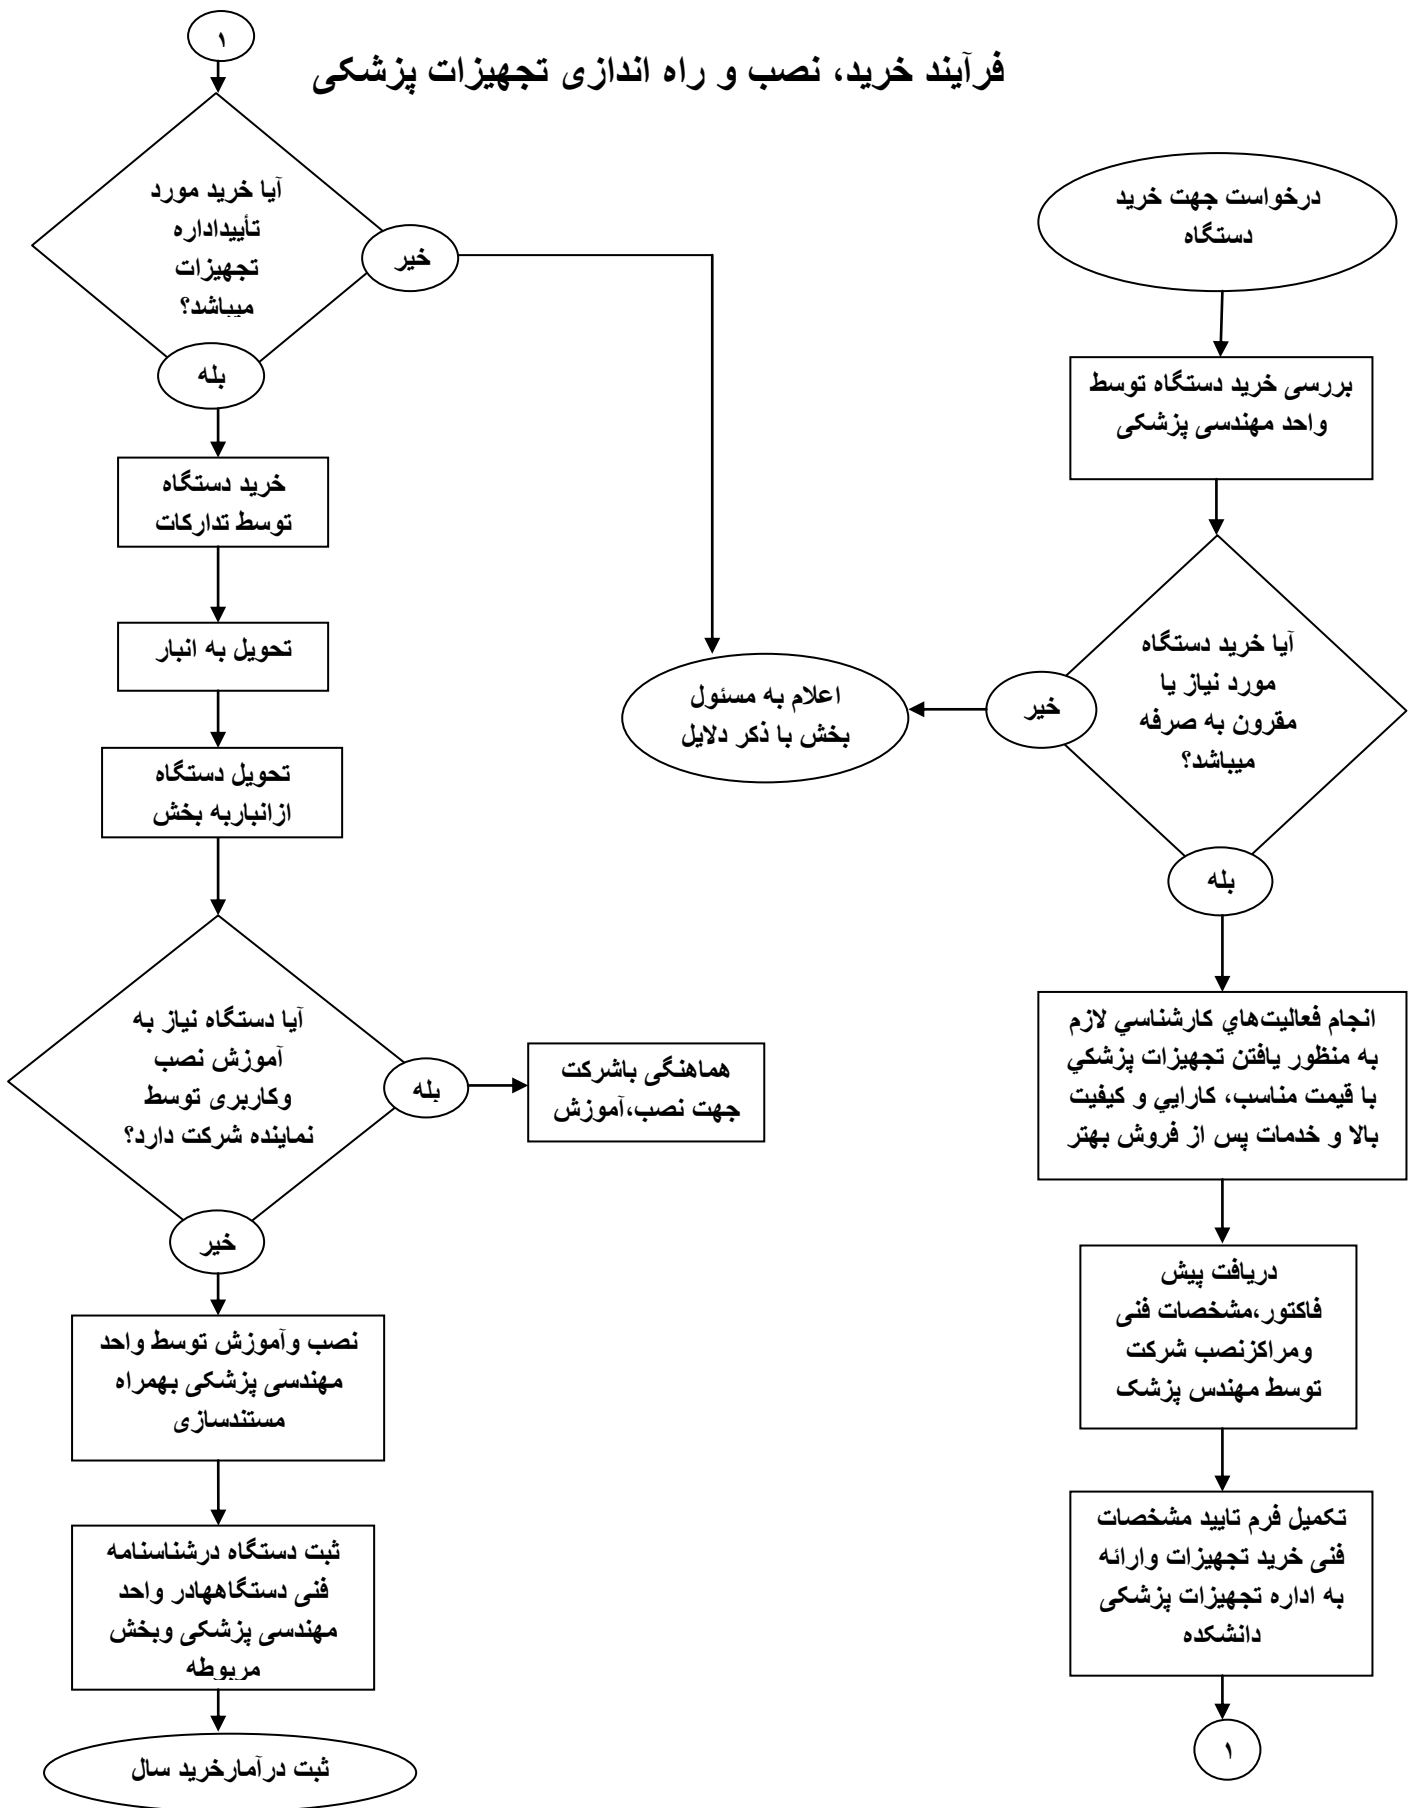 فرآیند خرید، نصب و راه اندازی تجهیزات پزشکی
درخواست جهت خرید
دستگاه
بررسی خرید دستگاه توسط
واحد مهندسی پزشکی
آیا خرید دستگاه
مورد نیاز یا
مقرون به صرفه
میباشد؟
خیر
اعلام به مسئول
بخش با ذکر دلایل
بله
انجام فعاليت‌هاي كارشناسي لازم
به منظور يافتن تجهيزات پزشكي
با قيمت مناسب، كارايي و كيفيت
بالا و خدمات پس از فروش بهتر
دریافت پیش
فاکتور،مشخصات فنی
ومراکزنصب شرکت
توسط مهندس پزشک
تکمیل فرم تایید مشخصات
فنی خرید تجهیزات وارائه
به اداره تجهیزات پزشکی
دانشکده
۱
۱
آیا خرید مورد
تأییداداره
تجهیزات
میباشد؟
خیر
بله
خرید دستگاه
توسط تدارکات
تحویل به انبار
تحویل دستگاه
ازانباربه بخش
آیا دستگاه نیاز به
آموزش نصب
وکاربری توسط
نماینده شرکت دارد؟
بله
هماهنگی باشرکت
جهت نصب،آموزش
خیر
نصب وآموزش توسط واحد
مهندسی پزشکی بهمراه
مستندسازی
ثبت دستگاه درشناسنامه
فنی دستگاههادر واحد
مهندسی پزشکی وبخش
مربوطه
ثبت درآمارخرید سال